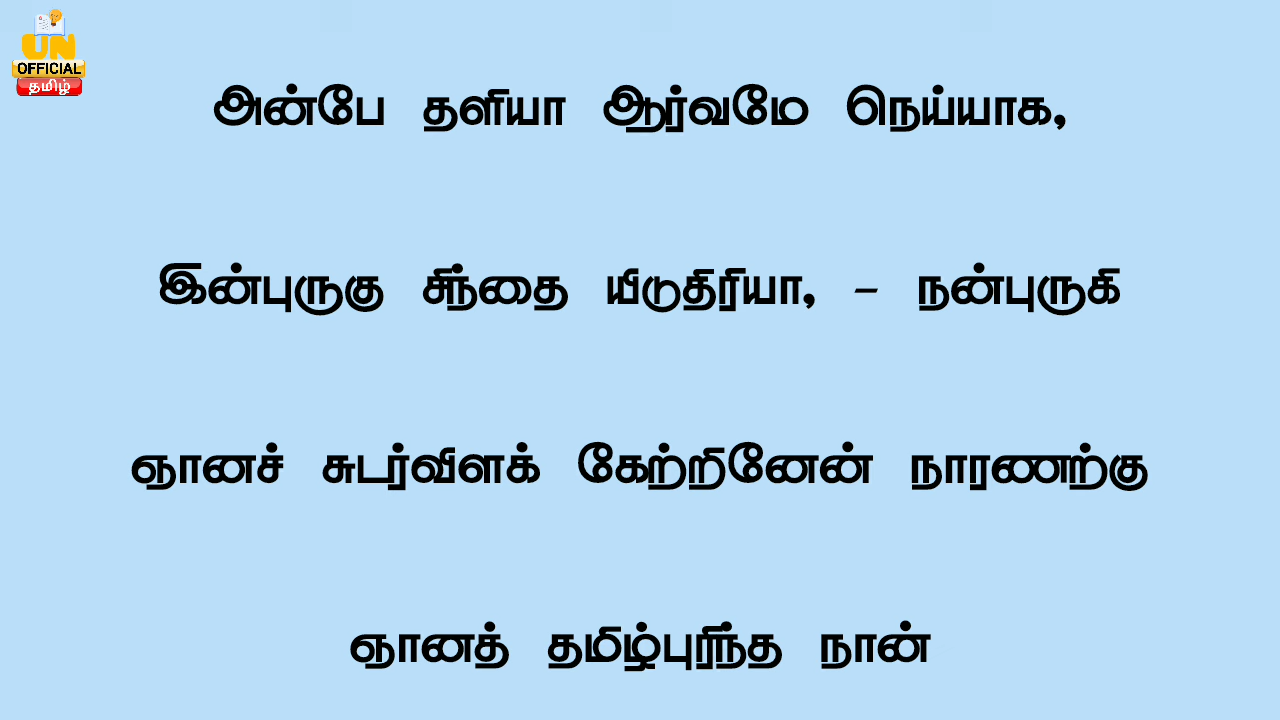 UN
OFFICIAL
தமிழ்
அன்பே தளியா ஆர்வமே நெய்யாக,
இன்புருகு சிந்தை யிடுதிரியா, - நன்புருகி
ஞானச் சுடர்விளக் கேற்றினேன் நாரணற்கு
ஞானத் தமிழ்புரிந்த நான்